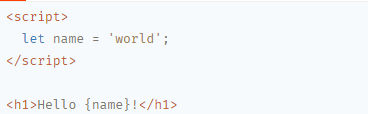 <script>
  let name = 'world';
</script>

<h1>Hello {name}!</h1>